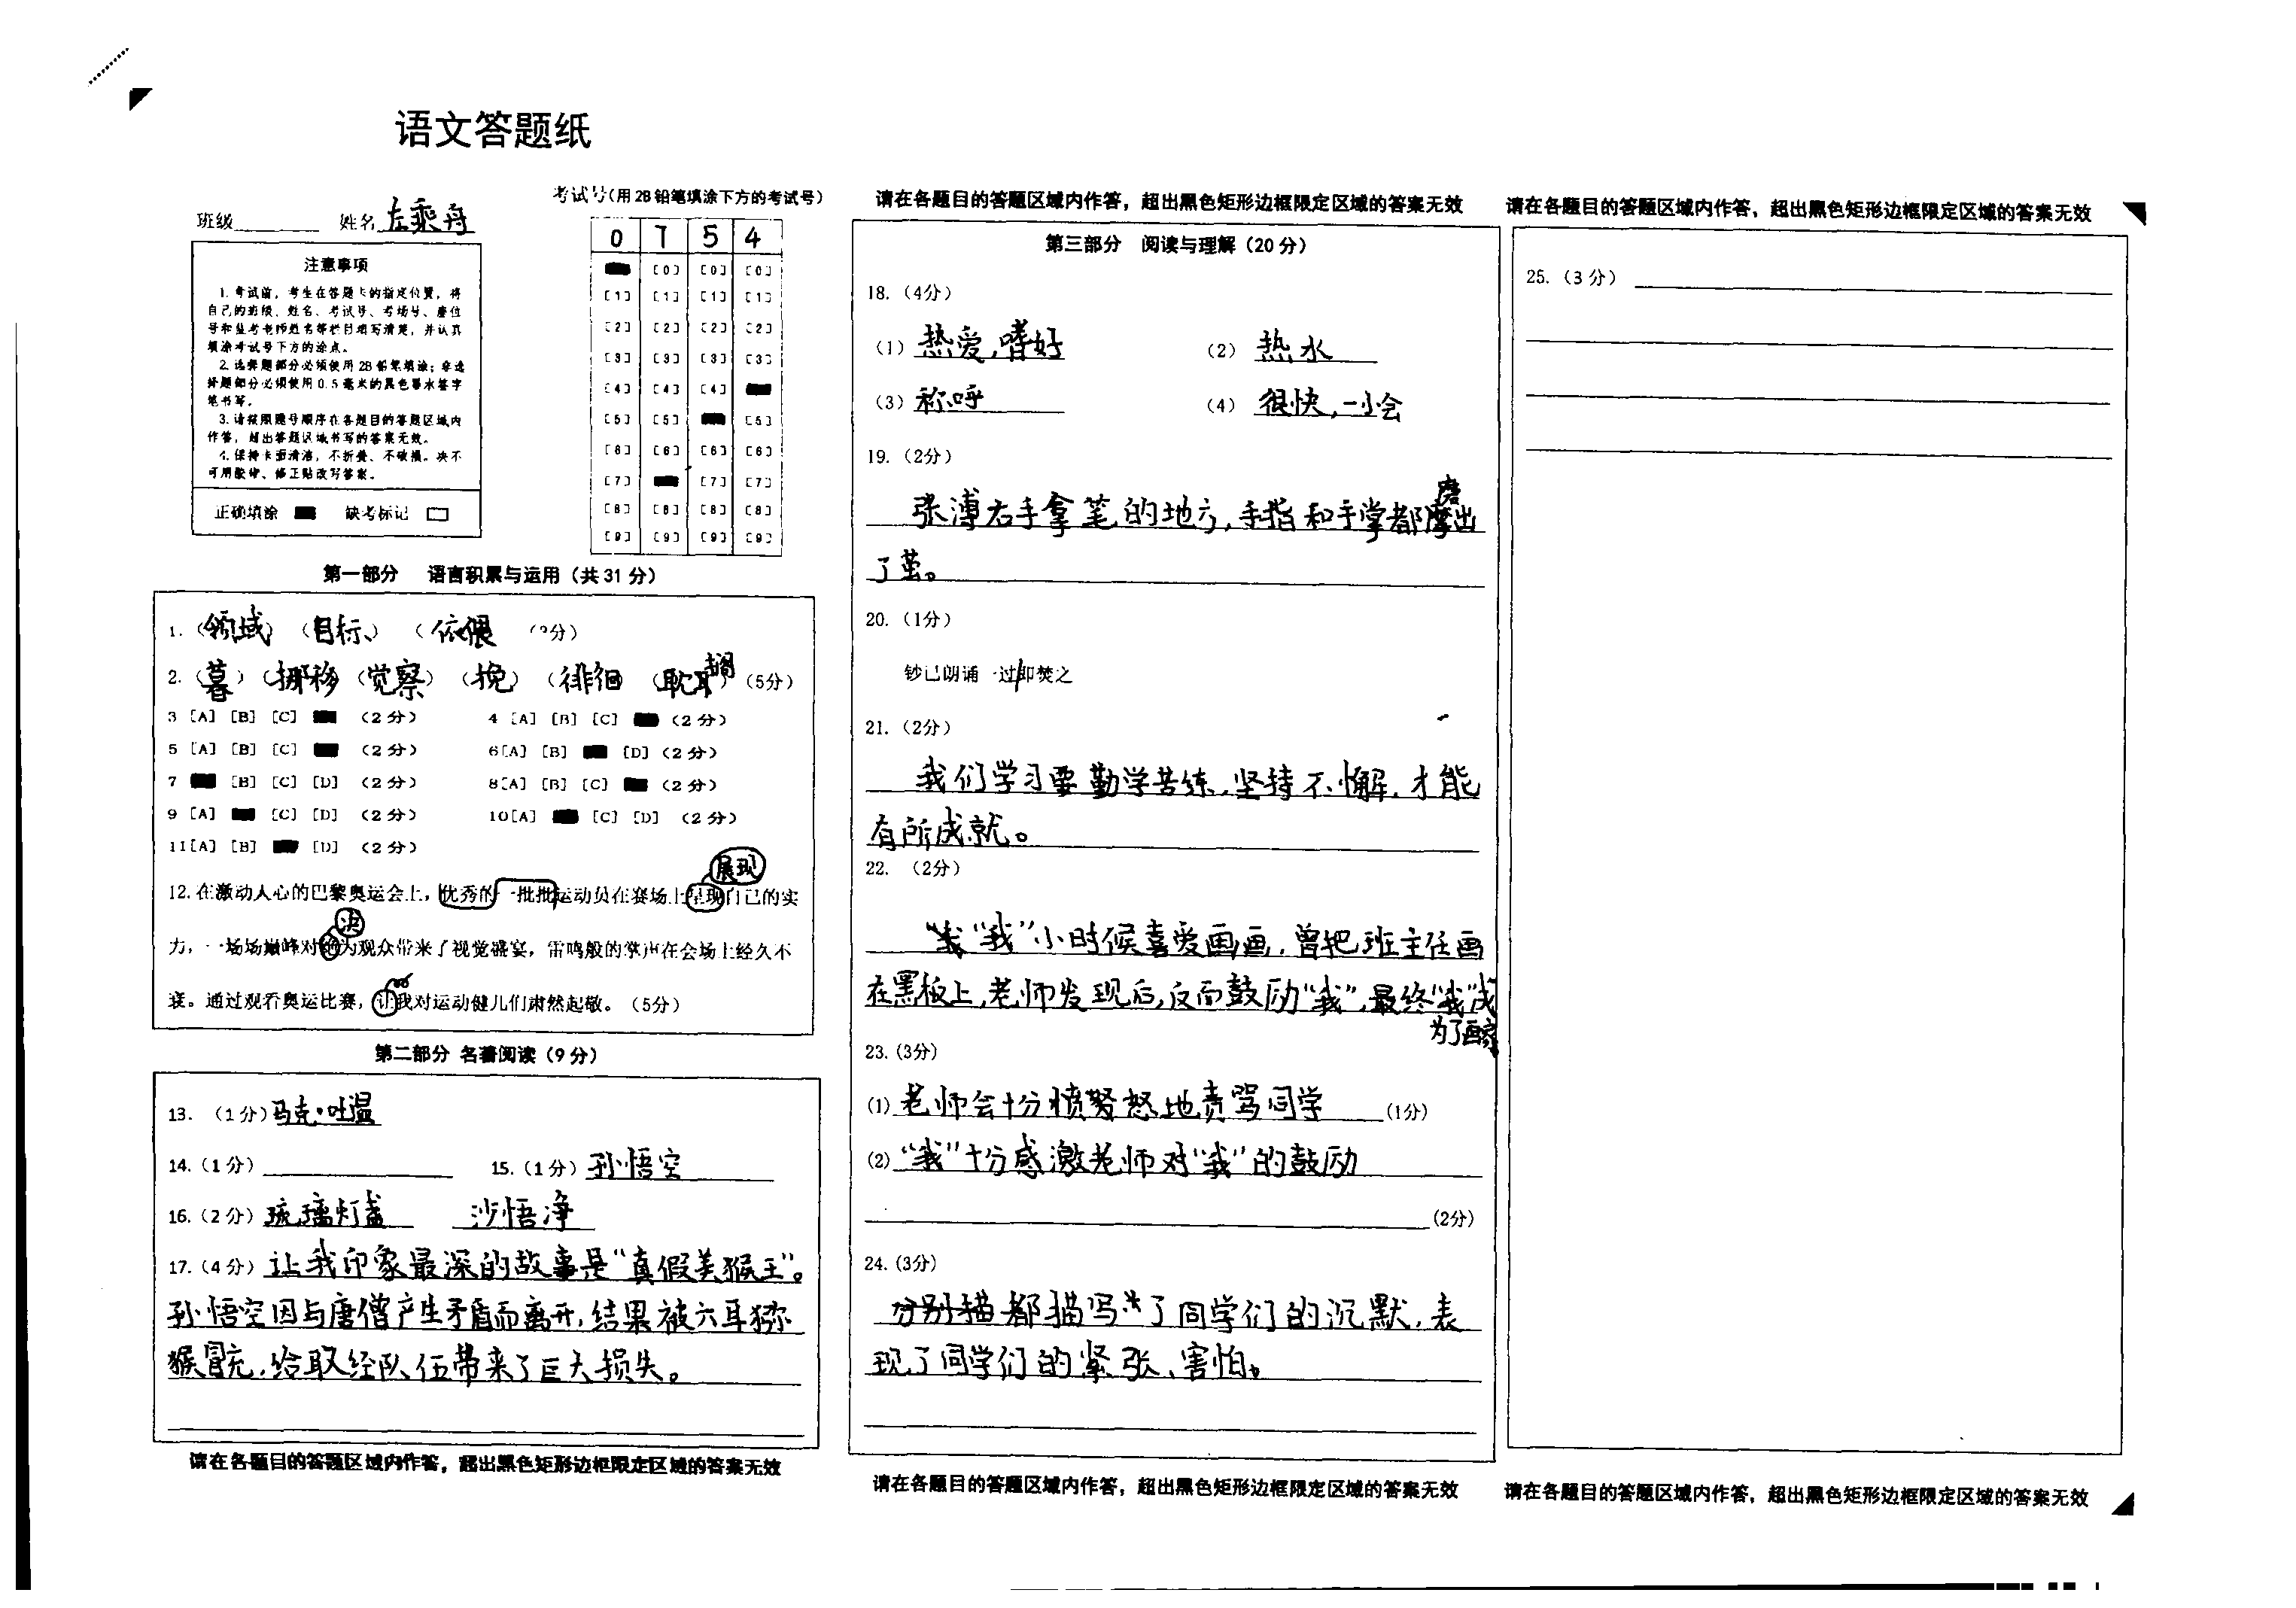 语文答题纸
班级 姓名 左乘舟
考试号(用 2B 铅笔填涂下方的考试号)
0 7 5 4
[0] [0] [0]
[1] [1] [1] [1]
[2] [2] [2] [2]
[3] [3] [3] [3]
[4] [4] [4]
[5] [5] [5]
[6] [6] [6] [6]
[7] [7] [7]
[8] [8] [8] [8]
[9] [9] [9] [9]
注意事项
1. 考试前，考生在答题卡的指定位置，将
自己的班级、姓名、考试号、考场号、座位
号和监考老师姓名等栏目填写清楚，并认真
填涂考试号下方的涂点。
2. 选择题部分必须使用 2B 铅笔填涂；非选
择题部分必须使用 0.5 毫米的黑色墨水签字
笔书写。
3. 请按照题号顺序在各题目的答题区域内
作答，超出答题区域书写的答案无效。
4. 保持卡面清洁，不折叠、不破损。决不
可用胶带、修正贴改写答案。
正确填涂 缺考标记
第一部分 语言积累与运用（共 31 分）
1.（领域）（目标）（依偎 （2分）
2.（暮）（挪移（觉察）（挽）（徘徊 （耽搁）（5分）
3 [A] [B] [C] （2 分） 4 [A] [B] [C] （2 分）
5 [A] [B] [C] （2 分） 6[A] [B] [D]（2 分）
7 [B] [C] [D] （2 分） 8[A] [B] [C] （2 分）
9 [A] [C] [D] （2 分） 10[A] [C] [D] （2 分）
11[A] [B] [D] （2 分）
展现
12. 在激动人心的巴黎奥运会上，优秀的一批批运动员在赛场上呈现自己的实
决
力，一场场巅峰对绝为观众带来了视觉盛宴，雷鸣般的掌声在会场上经久不
衰。通过观看奥运比赛，让我对运动健儿们肃然起敬。（5分）
第二部分 名著阅读（9 分）
13. （1 分）马克·吐温
14.（1 分） 15.（1 分）孙悟空
16.（2 分）琉璃灯盏 沙悟净
17.（4 分）让我印象最深的故事是“真假美猴王”。
孙悟空因与唐僧产生矛盾而离开，结果被六耳猕
猴冒充，给取经队伍带来了巨大损失。
请在各题目的答题区域内作答，超出黑色矩形边框限定区域的答案无效
请在各题目的答题区域内作答，超出黑色矩形边框限定区域的答案无效
第三部分 阅读与理解（20 分）
18.（4分）
（1）热爱，嗜好 （2）热水
（3）称呼 （4）很快，一小会
19.（2分）
张溥右手拿笔的地方，手指和手掌都磨出
了茧。
20.（1分）
钞已朗诵一过/即焚之
21.（2分）
我们学习要勤学苦练，坚持不懈，才能
有所成就。
22. （2分）
“我”小时候喜爱画画，曾把班主任画
在黑板上，老师发现后，反而鼓励“我”，最终“我”成
为了画家
23.（3分）
（1）老师会十分愤怒地责骂同学 （1分）
（2）“我”十分感激老师对“我”的鼓励
（2分）
24.（3分）
分别描都描写了同学们的沉默，表
现了同学们的紧张、害怕。
请在各题目的答题区域内作答，超出黑色矩形边框限定区域的答案无效
请在各题目的答题区域内作答，超出黑色矩形边框限定区域的答案无效
25.（3 分）
请在各题目的答题区域内作答，超出黑色矩形边框限定区域的答案无效